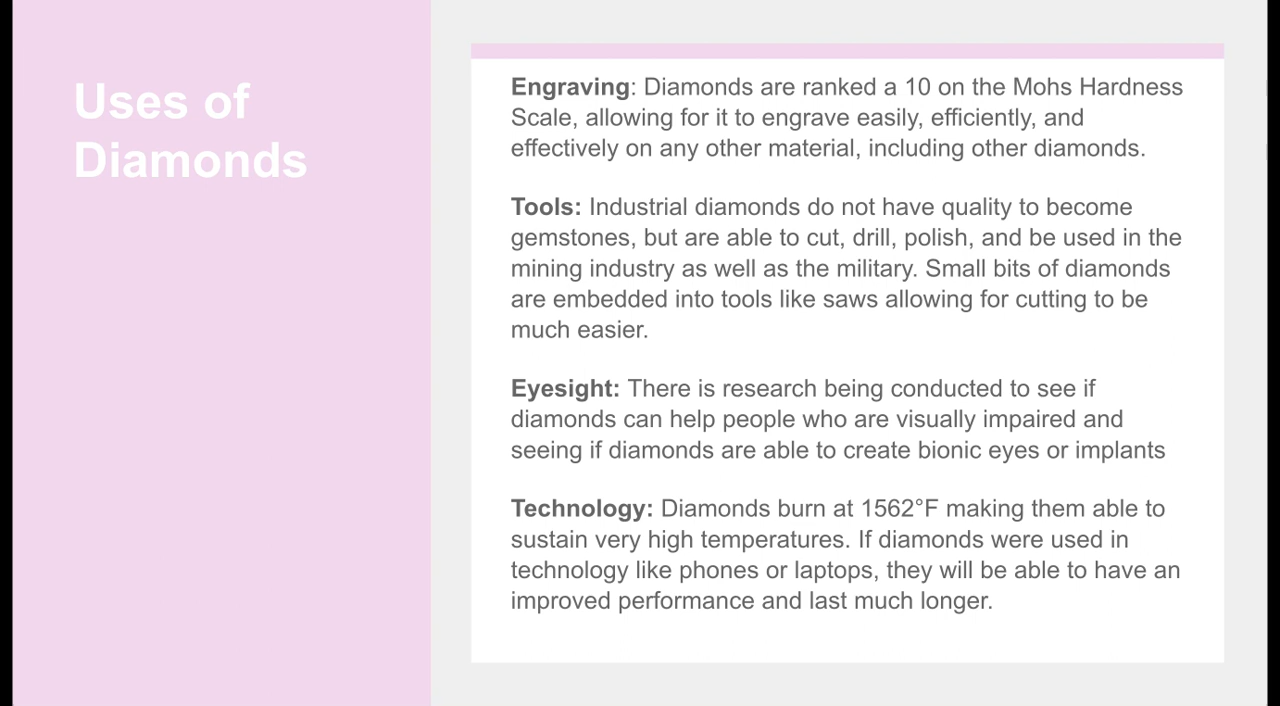 Uses of
Diamonds
Engraving: Diamonds are ranked a 10 on the Mohs Hardness
Scale, allowing for it to engrave easily, efficiently, and
effectively on any other material, including other diamonds.
Tools: Industrial diamonds do not have quality to become
gemstones, but are able to cut, drill, polish, and be used in the
mining industry as well as the military. Small bits of diamonds
are embedded into tools like saws allowing for cutting to be
much easier.
Eyesight: There is research being conducted to see if
diamonds can help people who are visually impaired and
seeing if diamonds are able to create bionic eyes or implants
Technology: Diamonds burn at 1562°F making them able to
sustain very high temperatures. If diamonds were used in
technology like phones or laptops, they will be able to have an
improved performance and last much longer.